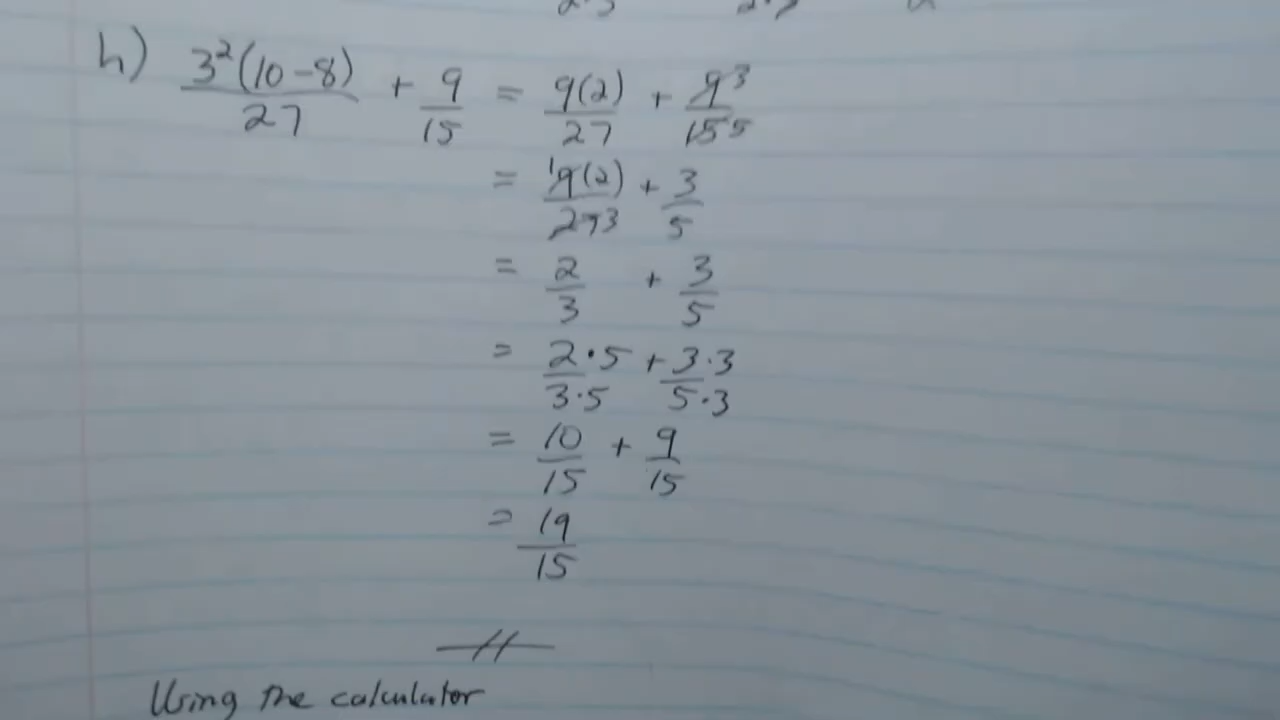 h) 3²(10-8)/27 + 9/15 = 9(2)/27 + 9³/15⁵
= ¹9(2)/27³ + 3/5
= 2/3 + 3/5
= 2·5/3·5 + 3·3/5·3
= 10/15 + 9/15
= 19/15
Using the calculator